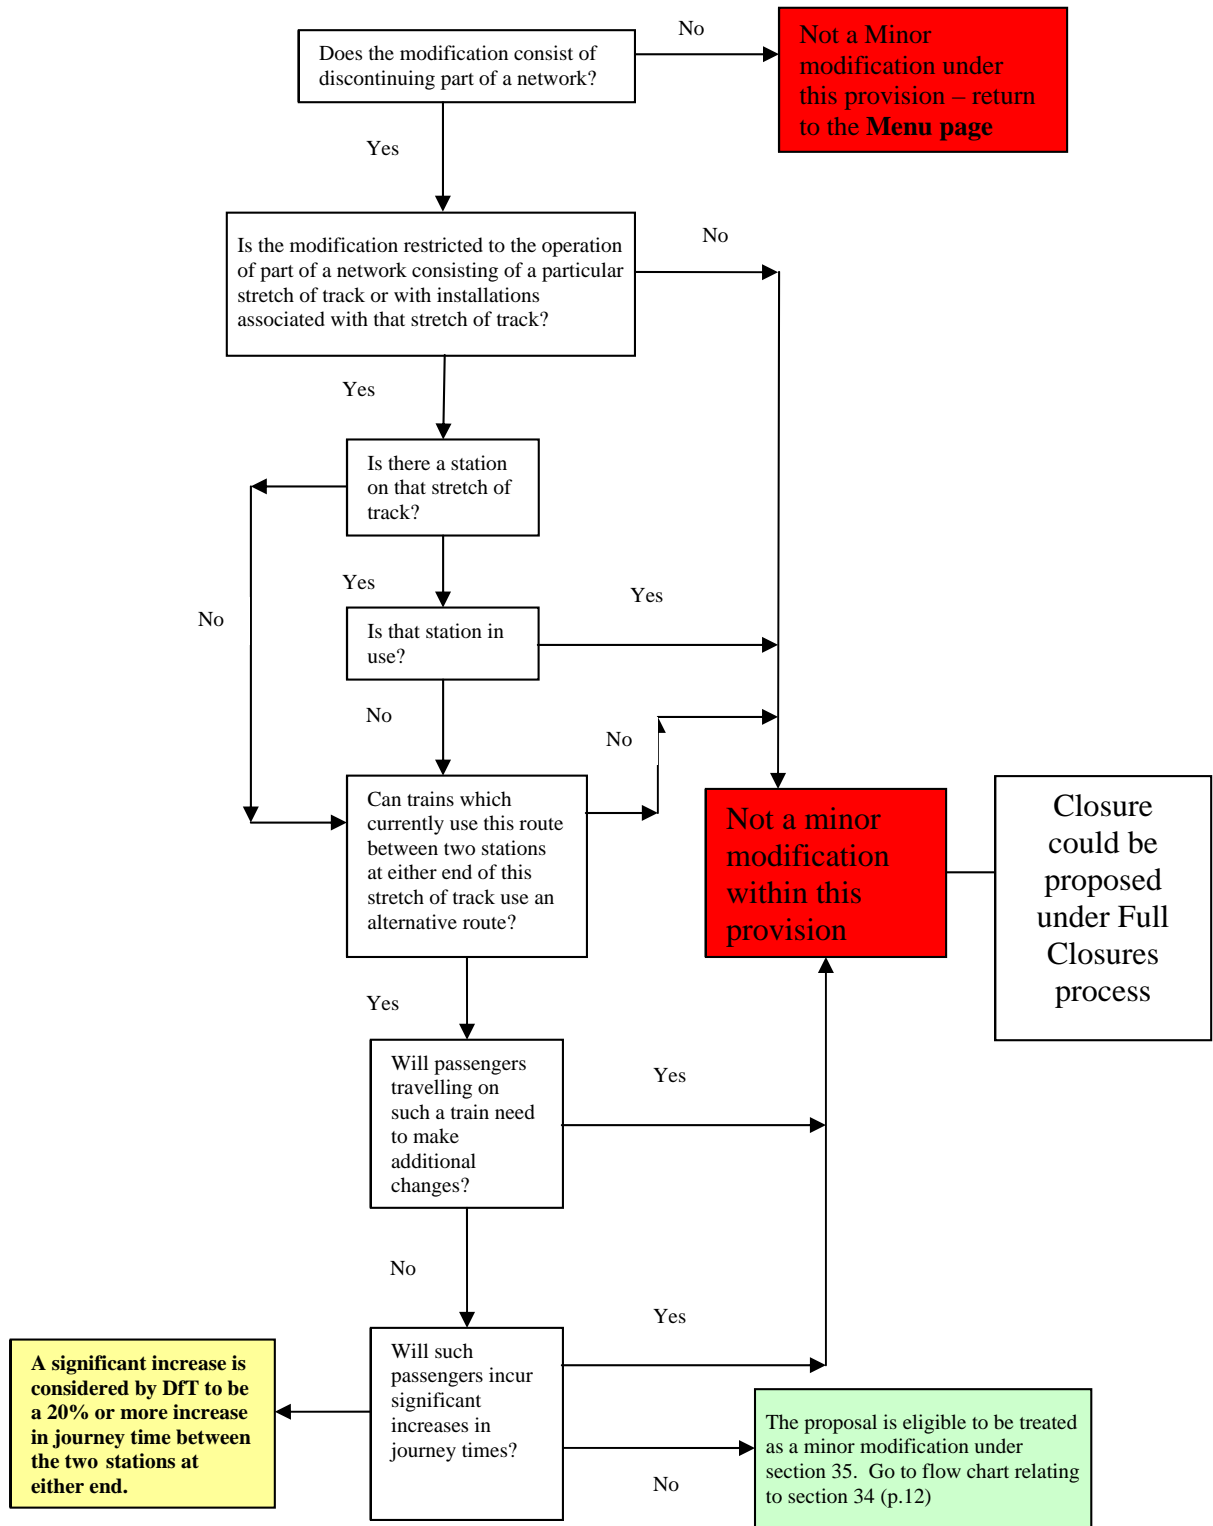 Does the modification consist of
discontinuing part of a network?
No
Not a Minor
modification under
this provision – return
to the Menu page
Yes
Is the modification restricted to the operation
of part of a network consisting of a particular
stretch of track or with installations
associated with that stretch of track?
No
Yes
Is there a station
on that stretch of
track?
No
Yes
Is that station in
use?
Yes
No
Can trains which
currently use this route
between two stations
at either end of this
stretch of track use an
alternative route?
No
Not a minor
modification
within this
provision
Closure
could be
proposed
under Full
Closures
process
Yes
Will passengers
travelling on
such a train need
to make
additional
changes?
Yes
No
Will such
passengers incur
significant
increases in
journey times?
Yes
A significant increase is
considered by DfT to be
a 20% or more increase
in journey time between
the two stations at
either end.
No
The proposal is eligible to be treated
as a minor modification under
section 35.  Go to flow chart relating
to section 34 (p.12)